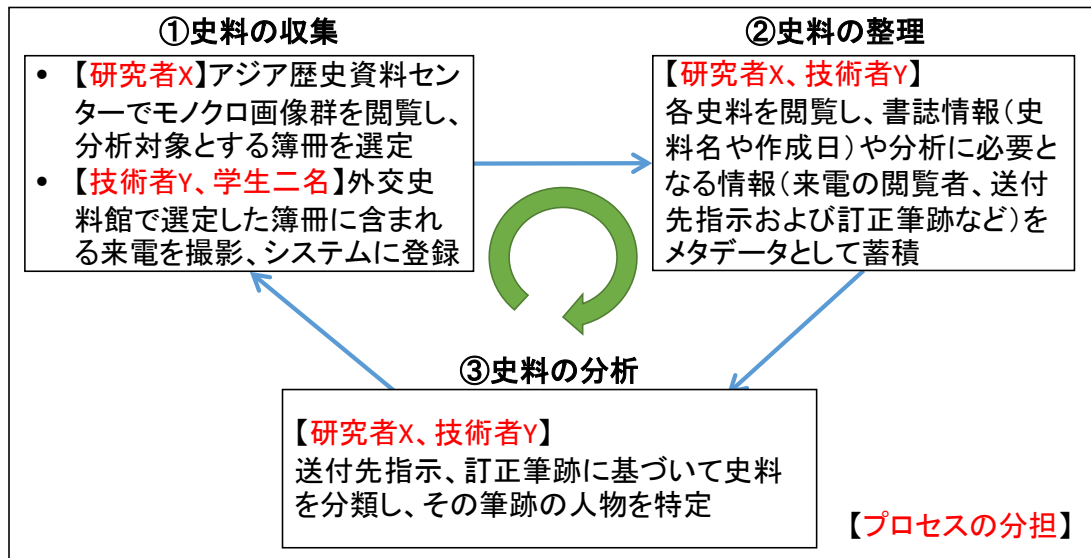 ①史料の収集
• 【研究者X】アジア歴史資料セン
ターでモノクロ画像群を閲覧し、
分析対象とする簿冊を選定
• 【技術者Y、学生二名】外交史
料館で選定した簿冊に含まれ
る来電を撮影、システムに登録
②史料の整理
【研究者X、技術者Y】
各史料を閲覧し、書誌情報(史
料名や作成日)や分析に必要と
なる情報(来電の閲覧者、送付
先指示および訂正筆跡など)を
メタデータとして蓄積
③史料の分析
【研究者X、技術者Y】
送付先指示、訂正筆跡に基づいて史料
を分類し、その筆跡の人物を特定
【プロセスの分担】